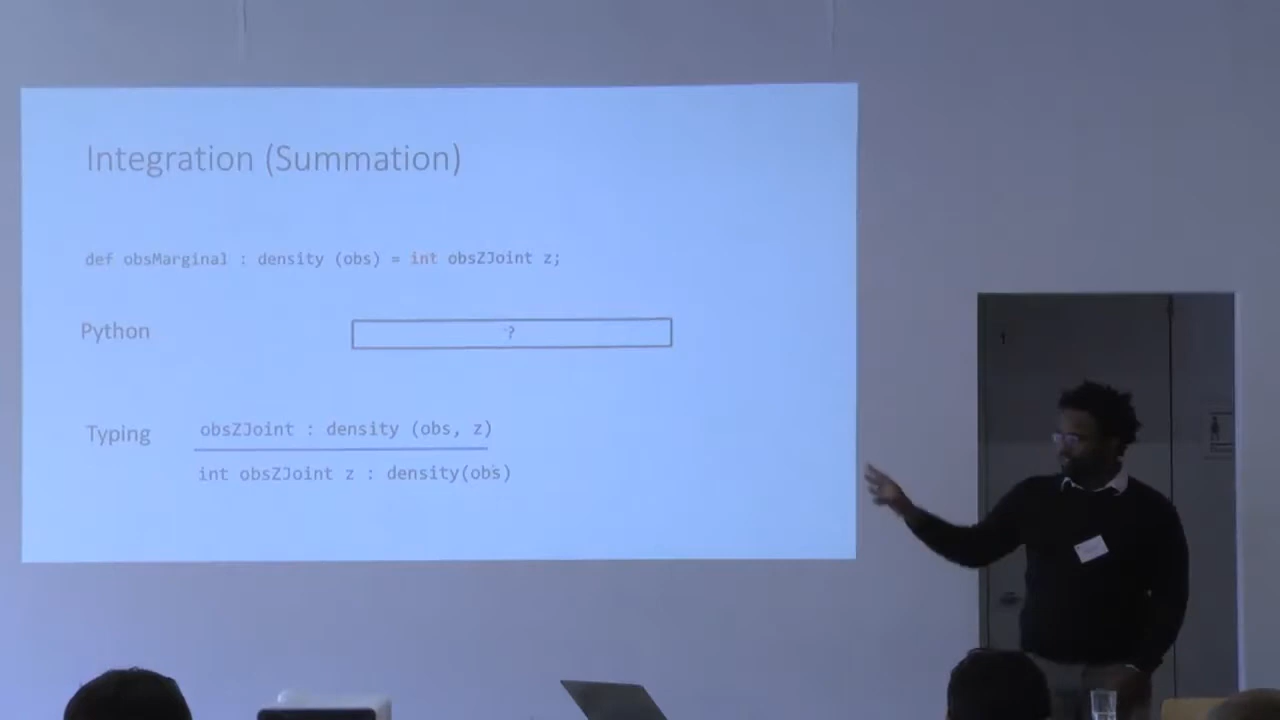 Integration (Summation)
def obsMarginal : density (obs) = int obsZJoint z;
Python
?
Typing
obsZJoint : density (obs, z)
int obsZJoint z : density(obs)